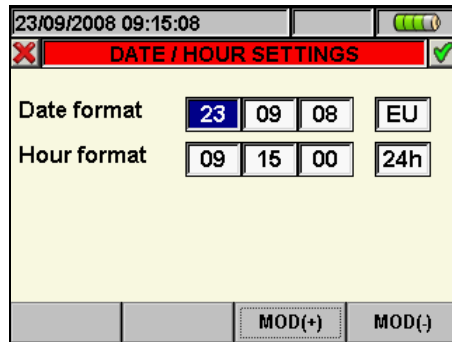 23/09/2008 09:15:08
DATE / HOUR SETTINGS
Date format 23 09 08 EU
Hour format 09 15 00 24h
MOD(+) MOD(-)